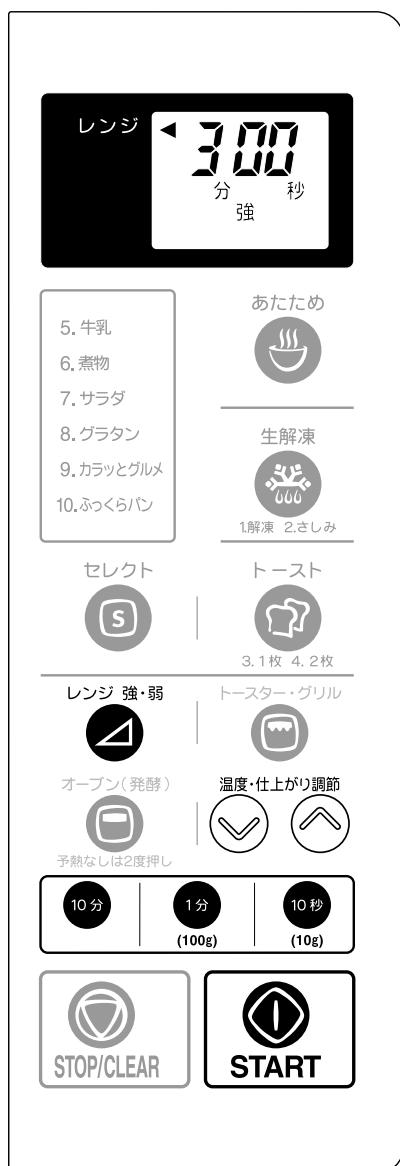 レンジ
3 00
分 秒
強
5.牛乳
6.煮物
7.サラダ
8.グラタン
9.カラッとグルメ
10.ふっくらパン
あたため
生解凍
1.解凍 2.さしみ
セレクト
S
トースト
3.1枚 4.2枚
レンジ 強・弱
トースター・グリル
オーブン(発酵)
予熱なしは2度押し
温度・仕上がり調節
10分
1分
(100g)
10秒
(10g)
STOP/CLEAR
START